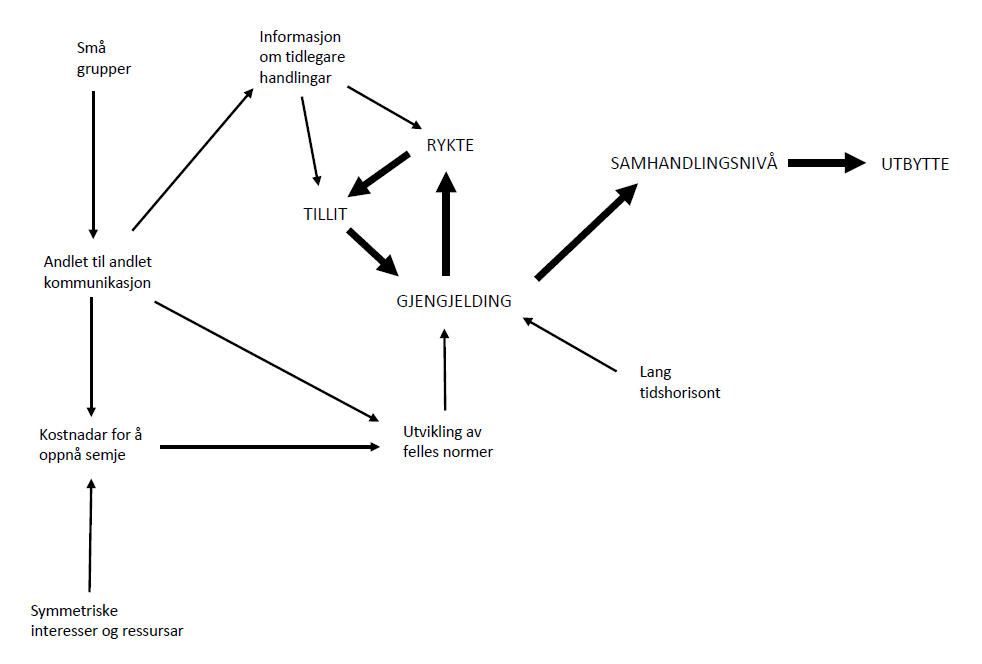 Små
grupper
Informasjon
om tidlegare
handlingar
RYKTE
SAMHANDLINGSNIVÅ
UTBYTTE
TILLIT
Andlet til andlet
kommunikasjon
GJENGJELDING
Lang
tidshorisont
Kostnadar for å
oppnå semje
Utvikling av
felles normer
Symmetriske
interesser og ressursar